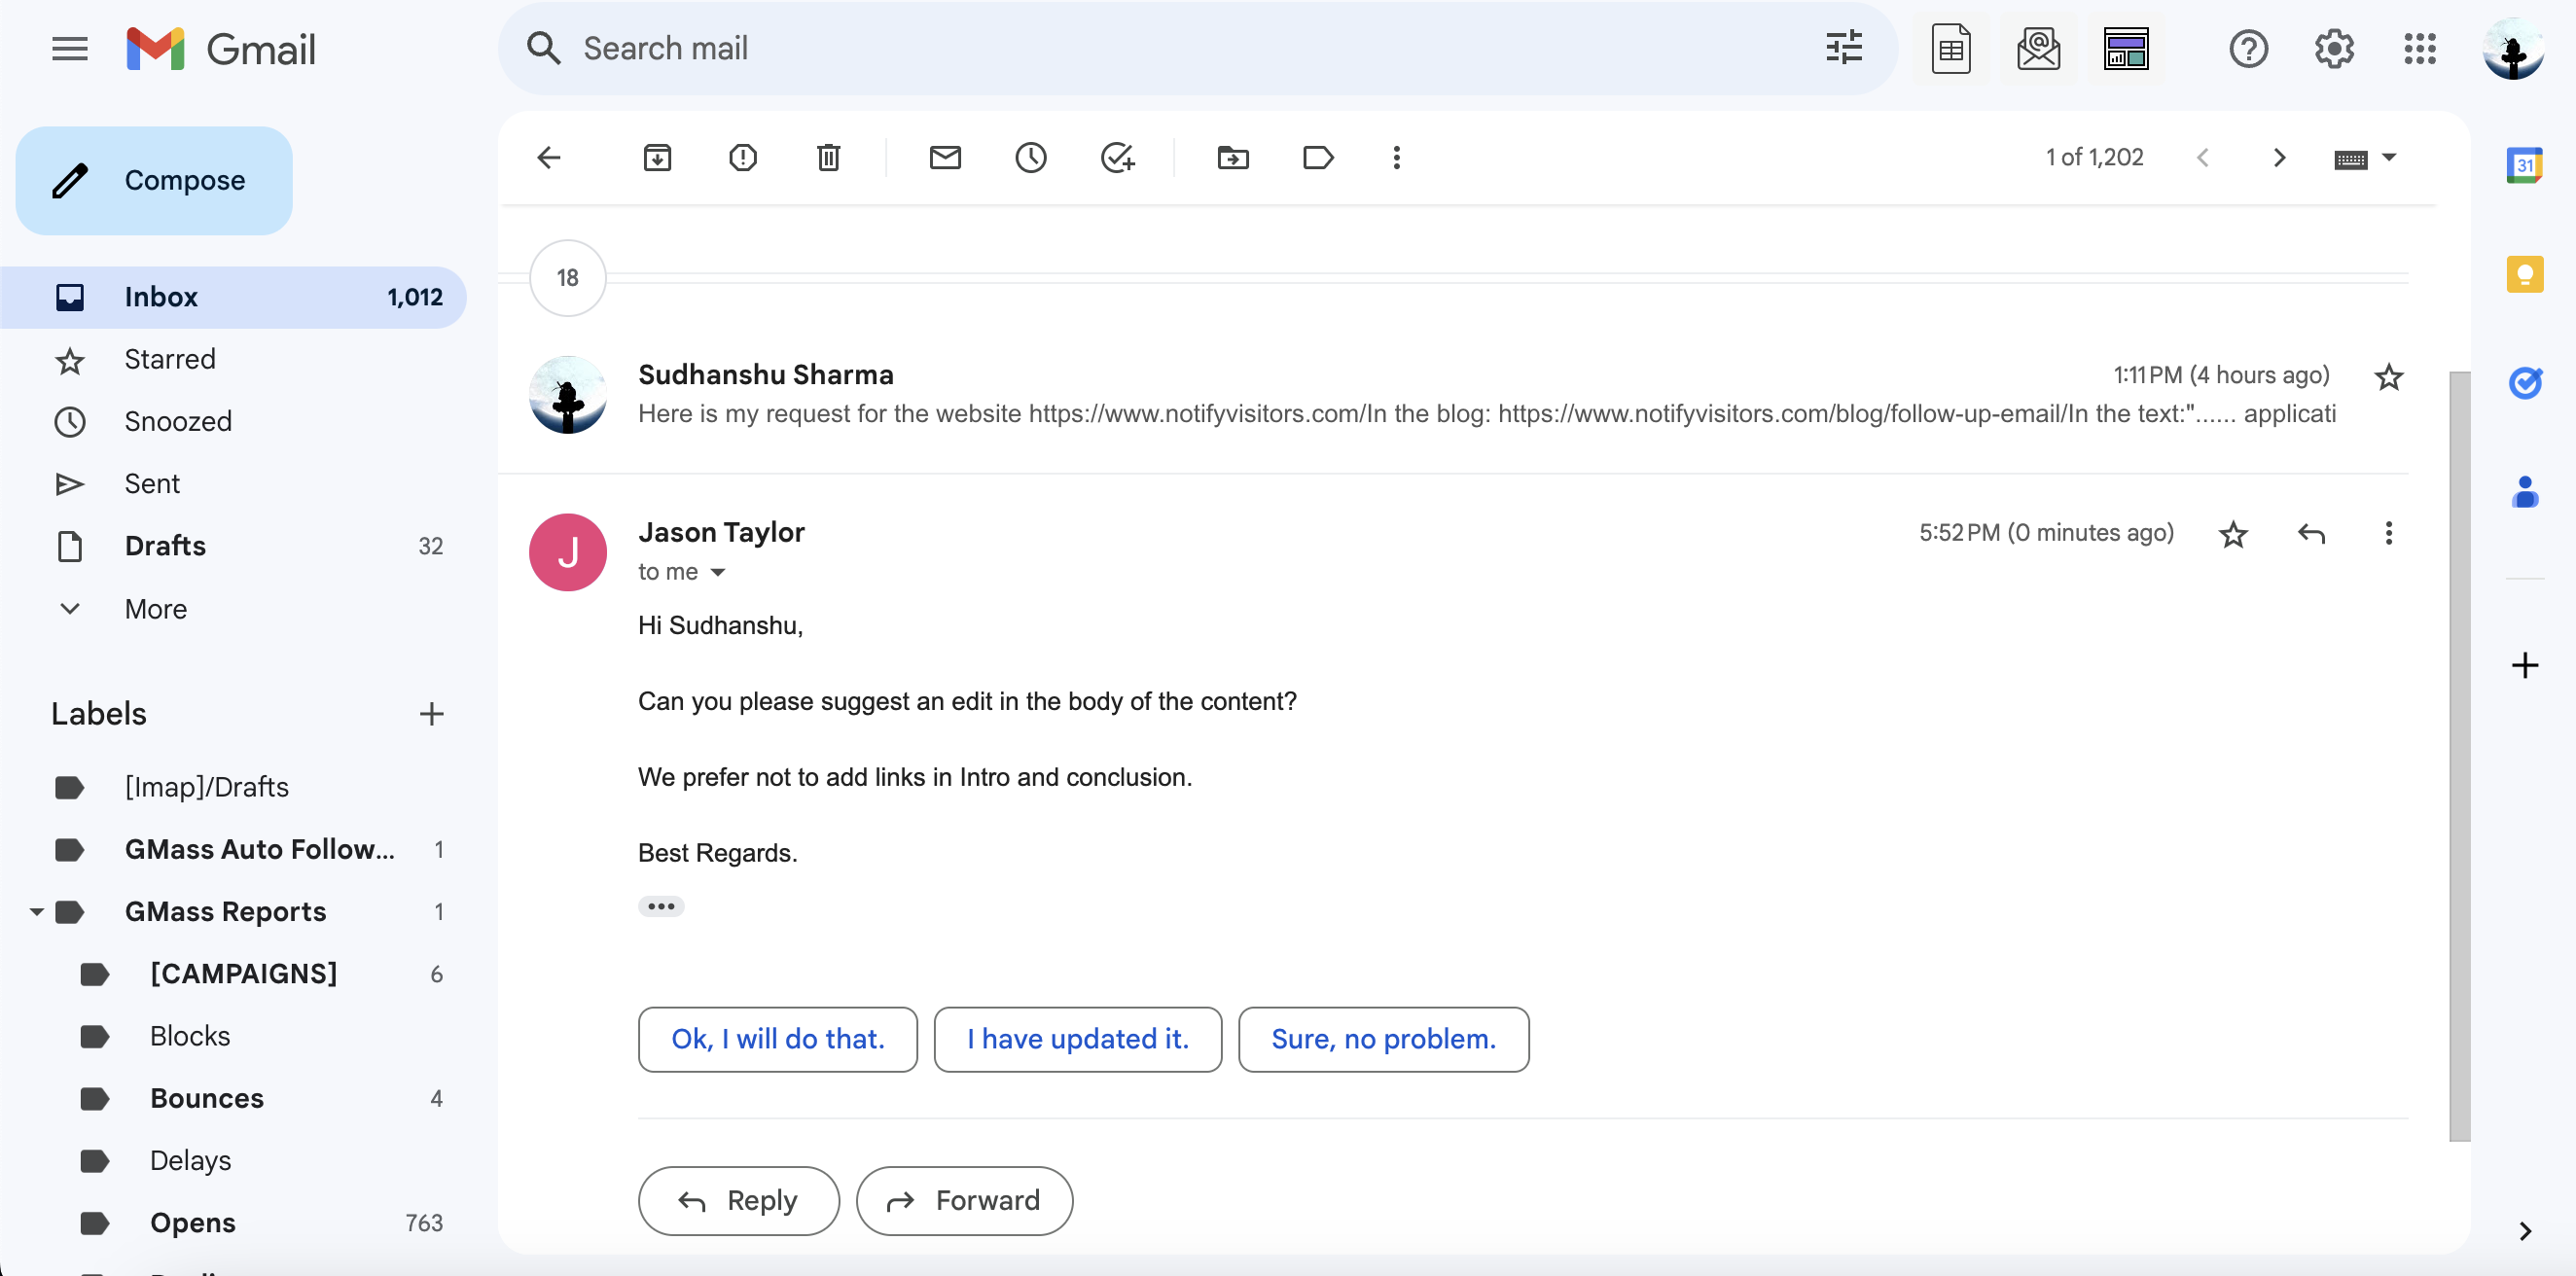 Gmail
Search mail
Compose
1 of 1,202
31
Inbox 1,012
Starred
Snoozed
Sent
Drafts 32
More
Labels
[Imap]/Drafts
GMass Auto Follow... 1
GMass Reports 1
[CAMPAIGNS] 6
Blocks
Bounces 4
Delays
Opens 763
18
Sudhanshu Sharma 1:11 PM (4 hours ago)
Here is my request for the website https://www.notifyvisitors.com/In the blog: https://www.notifyvisitors.com/blog/follow-up-email/In the text:"...... applicati
J
Jason Taylor 5:52 PM (0 minutes ago)
to me
Hi Sudhanshu,
Can you please suggest an edit in the body of the content?
We prefer not to add links in Intro and conclusion.
Best Regards.
Ok, I will do that. I have updated it. Sure, no problem.
Reply Forward